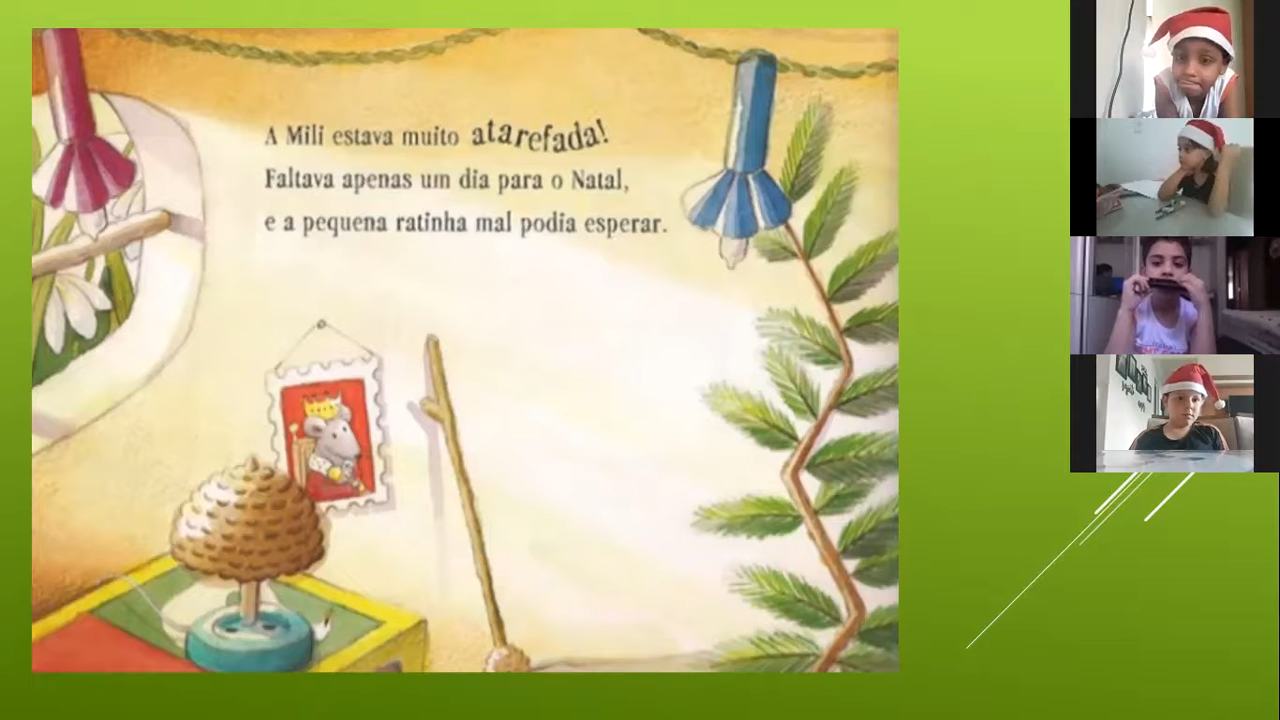 A Mili estava muito atarefada!
Faltava apenas um dia para o Natal,
e a pequena ratinha mal podia esperar.